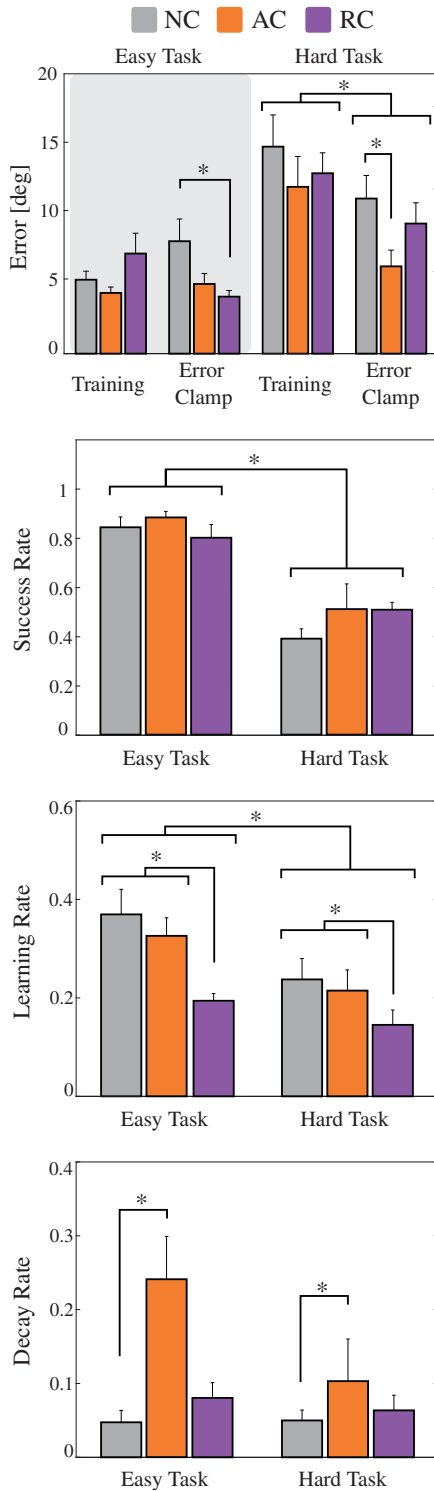 NC AC RC
Easy Task Hard Task
20
15
10
5
0
Error [deg]
*
*
*
Training Error Clamp Training Error Clamp
1
0.8
0.6
0.4
0.2
0
Success Rate
*
Easy Task Hard Task
0.6
0.4
0.2
0
Learning Rate
*
*
*
Easy Task Hard Task
0.4
0.3
0.2
0.1
0
Decay Rate
*
*
Easy Task Hard Task